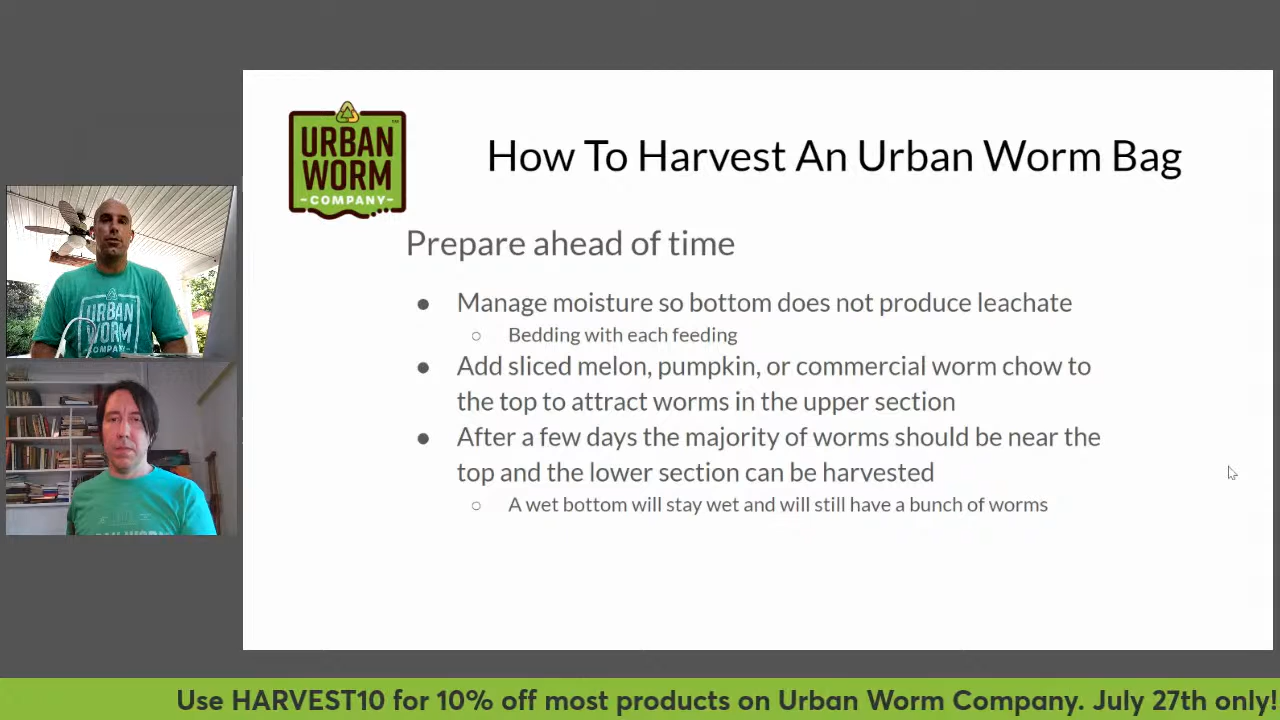 URBAN
WORM
-COMPANY-
™
How To Harvest An Urban Worm Bag
Prepare ahead of time
● Manage moisture so bottom does not produce leachate
○ Bedding with each feeding
● Add sliced melon, pumpkin, or commercial worm chow to
the top to attract worms in the upper section
● After a few days the majority of worms should be near the
top and the lower section can be harvested
○ A wet bottom will stay wet and will still have a bunch of worms
URBAN
WORM
COMPANY
Use HARVEST10 for 10% off most products on Urban Worm Company. July 27th only!